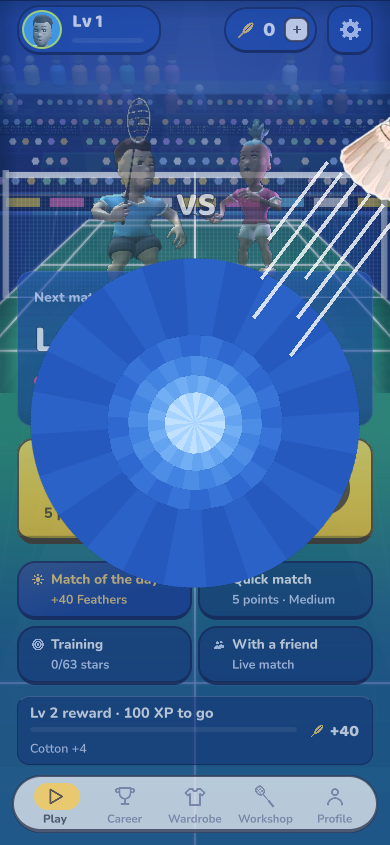 Lv 1
0
VS
Next
L
5
Match of the day
+40 Feathers
Quick match
5 points · Medium
Training
0/63 stars
With a friend
Live match
Lv 2 reward · 100 XP to go
+40
Cotton +4
Play
Career
Wardrobe
Workshop
Profile